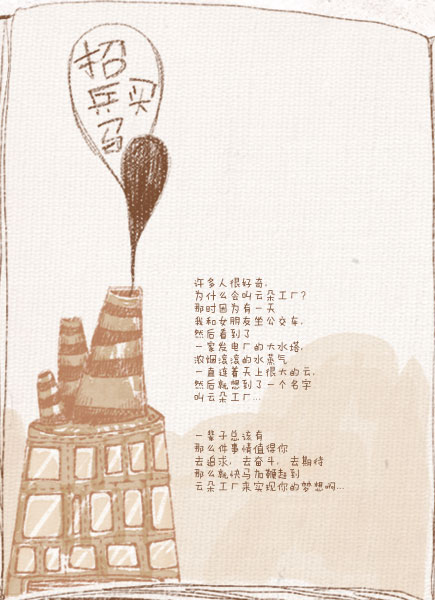 招
兵买
马
许多人很好奇,
为什么会叫云朵工厂?
那时因为有一天
我和女朋友坐公交车,
然后看到了
一家发电厂的大水塔,
浓烟滚滚的水蒸气
一直连着天上很大的云,
然后就想到了一个名字
叫云朵工厂...
一辈子总该有
那么件事情值得你
去追求, 去奋斗, 去期待
那么就快马加鞭赶到
云朵工厂来实现你的梦想啊...